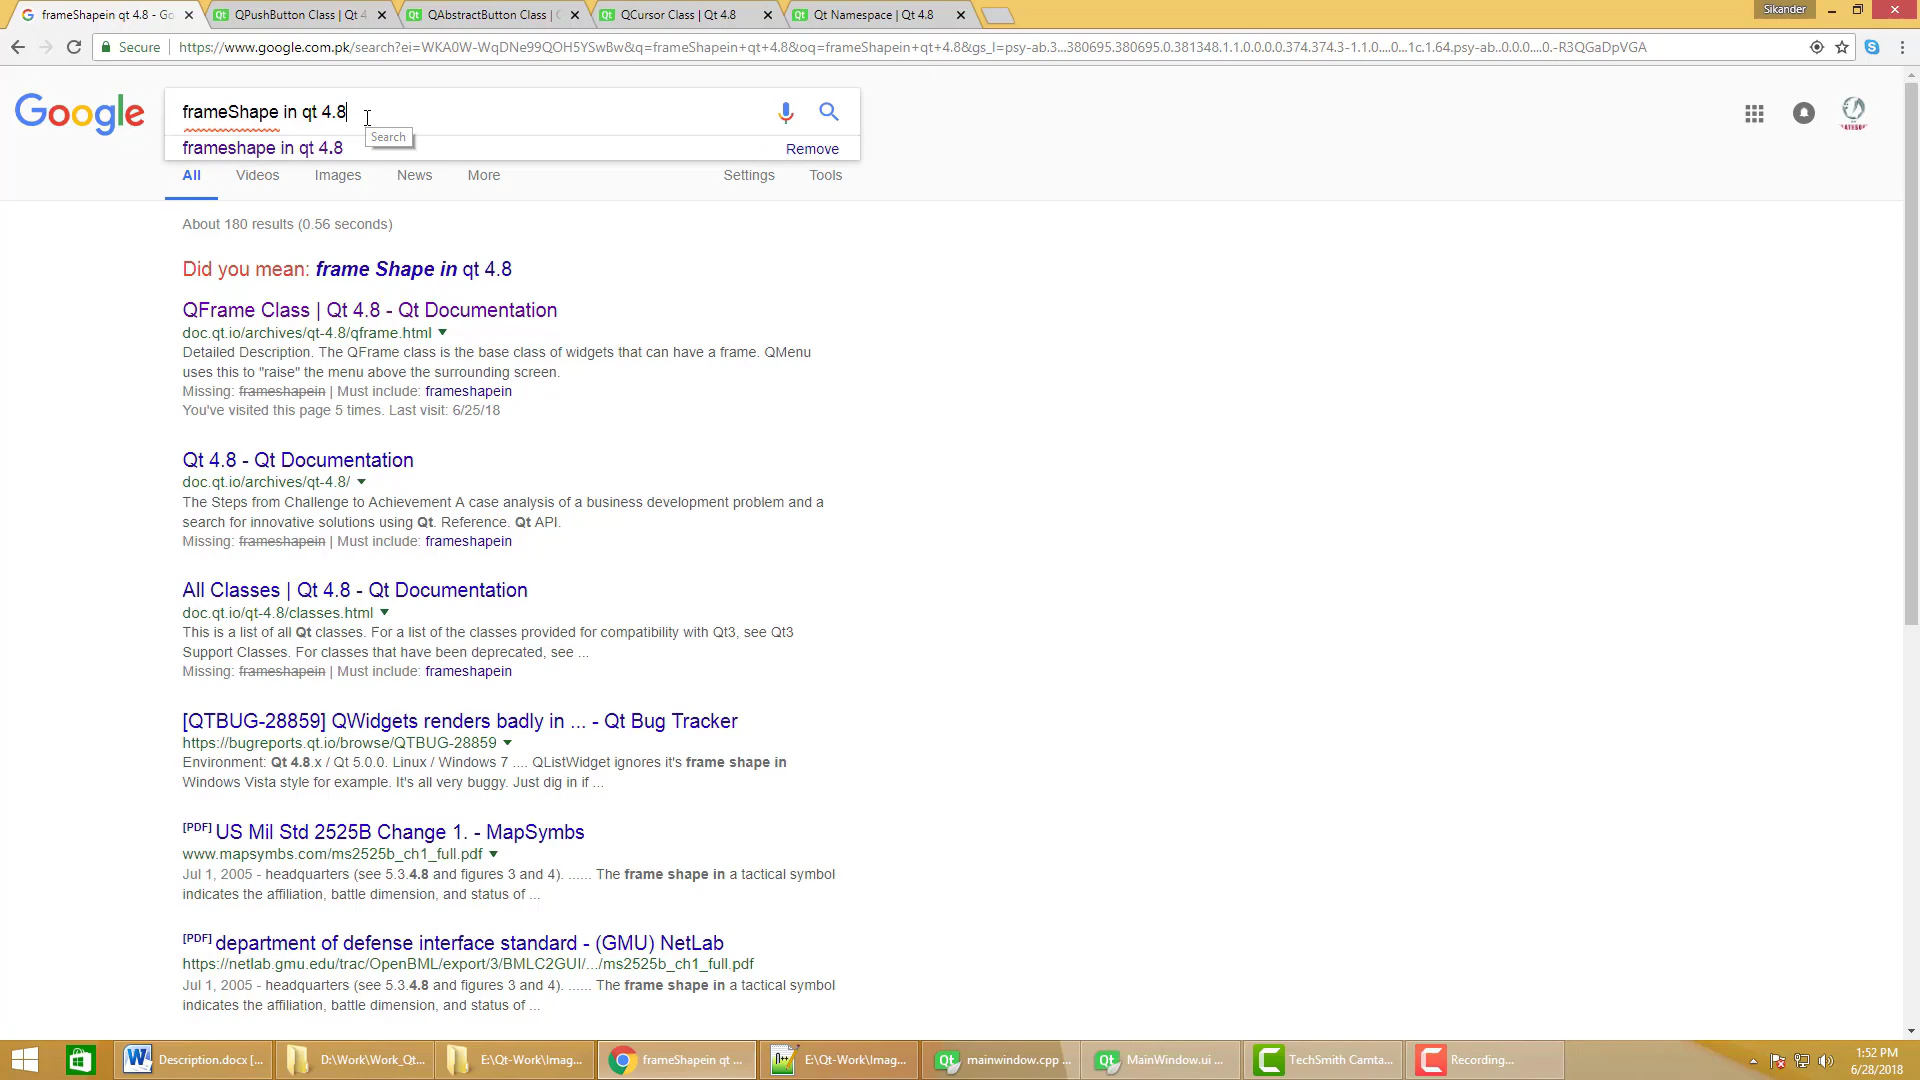 frameShapein qt 4.8 - Go
QPushButton Class | Qt 4
QAbstractButton Class |
QCursor Class | Qt 4.8
Qt Namespace | Qt 4.8
Sikander
Secure
https://www.google.com.pk/search?ei=WKA0W-WqDNe99QOH5YSwBw&q=frameShapein+qt+4.8&oq=frameShapein+qt+4.8&gs_l=psy-ab.3...380695.380695.0.381348.1.1.0.0.0.0.374.374.3-1.1.0....0...1c.1.64.psy-ab..0.0.0....0.-R3QGaDpVGA
Google
frameShape in qt 4.8
Search
frameshape in qt 4.8
Remove
All
Videos
Images
News
More
Settings
Tools
About 180 results (0.56 seconds)
Did you mean: frame Shape in qt 4.8
QFrame Class | Qt 4.8 - Qt Documentation
doc.qt.io/archives/qt-4.8/qframe.html
Detailed Description. The QFrame class is the base class of widgets that can have a frame. QMenu
uses this to "raise" the menu above the surrounding screen.
Missing: frameshapein | Must include: frameshapein
You've visited this page 5 times. Last visit: 6/25/18
Qt 4.8 - Qt Documentation
doc.qt.io/archives/qt-4.8/
The Steps from Challenge to Achievement A case analysis of a business development problem and a
search for innovative solutions using Qt. Reference. Qt API.
Missing: frameshapein | Must include: frameshapein
All Classes | Qt 4.8 - Qt Documentation
doc.qt.io/qt-4.8/classes.html
This is a list of all Qt classes. For a list of the classes provided for compatibility with Qt3, see Qt3
Support Classes. For classes that have been deprecated, see ...
Missing: frameshapein | Must include: frameshapein
[QTBUG-28859] QWidgets renders badly in ... - Qt Bug Tracker
https://bugreports.qt.io/browse/QTBUG-28859
Environment: Qt 4.8.x / Qt 5.0.0. Linux / Windows 7 .... QListWidget ignores it's frame shape in
Windows Vista style for example. It's all very buggy. Just dig in if ...
[PDF] US Mil Std 2525B Change 1. - MapSymbs
www.mapsymbs.com/ms2525b_ch1_full.pdf
Jul 1, 2005 - headquarters (see 5.3.4.8 and figures 3 and 4). ...... The frame shape in a tactical symbol
indicates the affiliation, battle dimension, and status of ...
[PDF] department of defense interface standard - (GMU) NetLab
https://netlab.gmu.edu/trac/OpenBML/export/3/BMLC2GUI/.../ms2525b_ch1_full.pdf
Jul 1, 2005 - headquarters (see 5.3.4.8 and figures 3 and 4). ...... The frame shape in a tactical symbol
indicates the affiliation, battle dimension, and status of ...
Description.docx [...
D:\Work\Work_Qt...
E:\Qt-Work\Imag...
frameShapein qt ...
E:\Qt-Work\Imag...
mainwindow.cpp ...
MainWindow.ui ...
TechSmith Camta...
Recording...
1:52 PM
6/28/2018